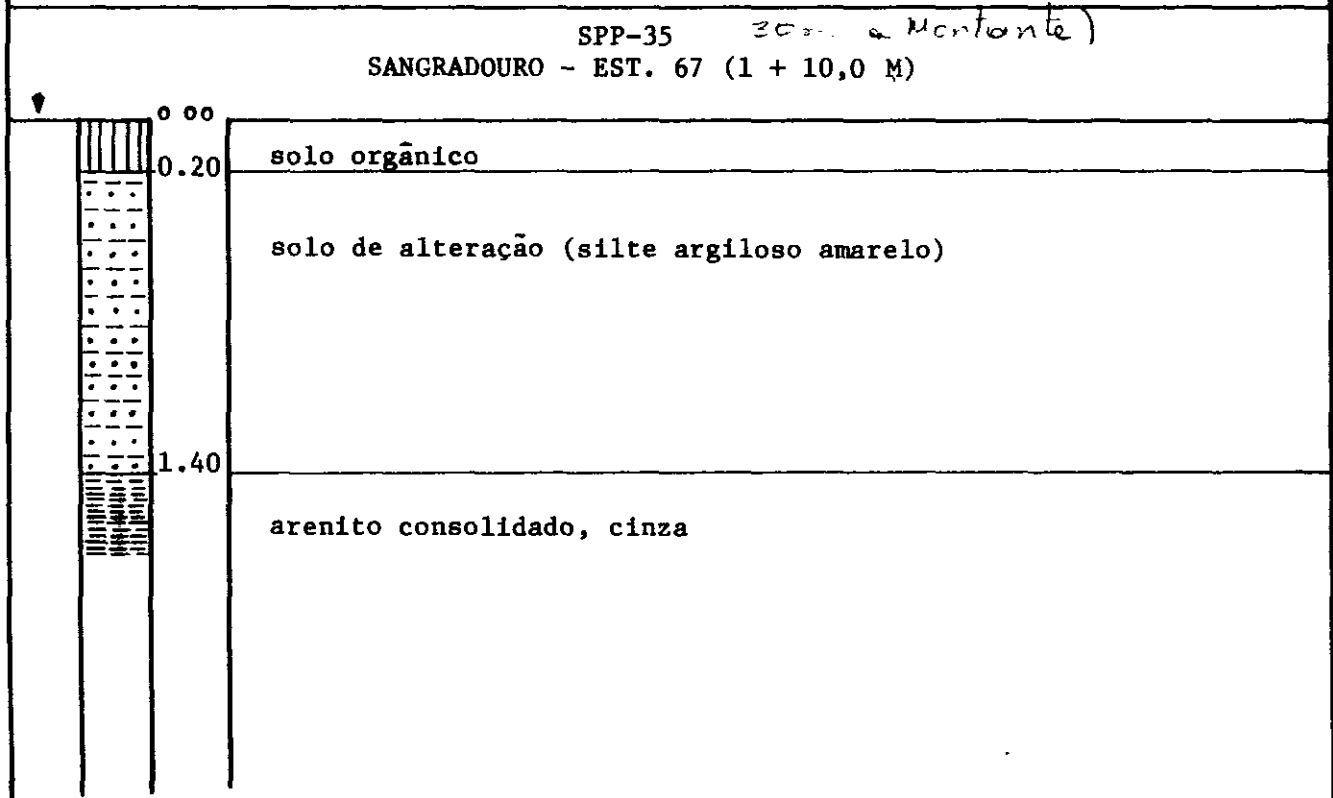 SPP-35 a Montante)
SANGRADOURO - EST. 67 (1 + 10,0 M)
0 00
0.20 solo orgânico
solo de alteração (silte argiloso amarelo)
1.40
arenito consolidado, cinza